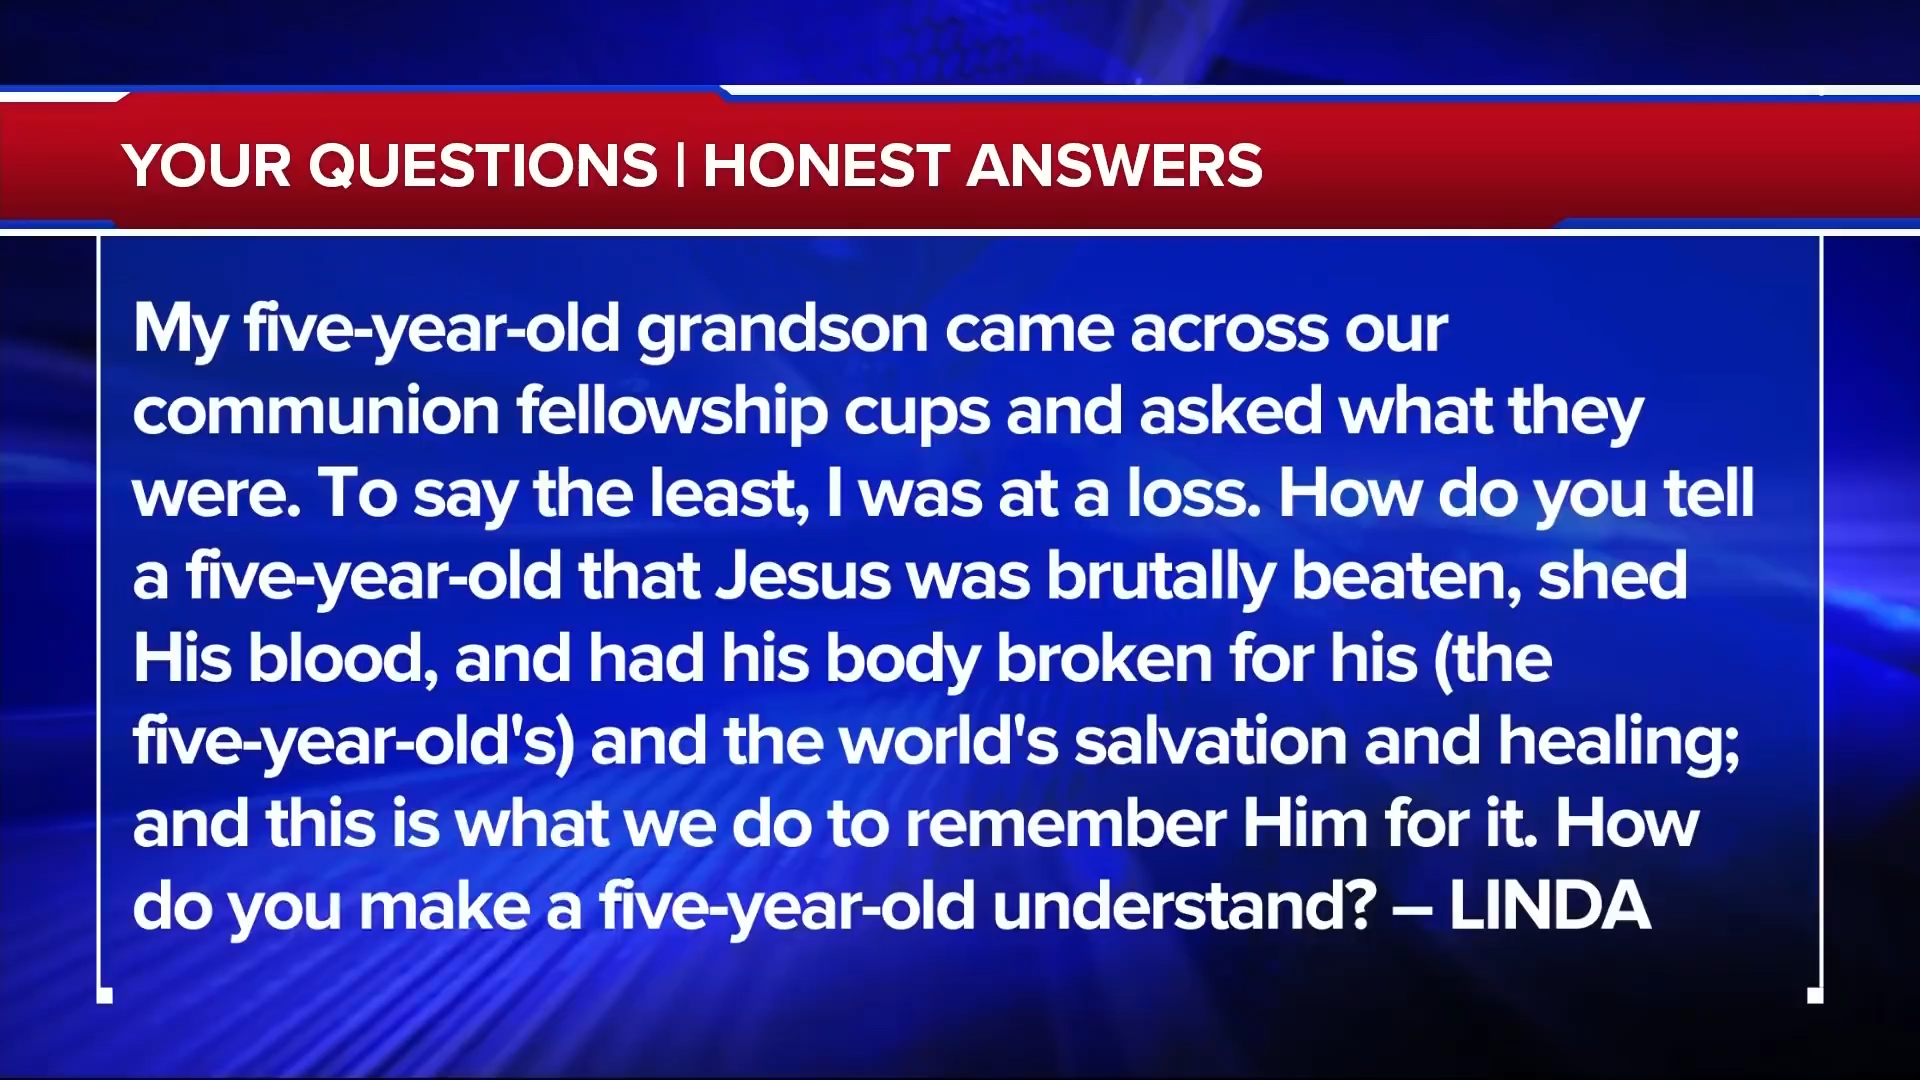 YOUR QUESTIONS | HONEST ANSWERS
My five-year-old grandson came across our
communion fellowship cups and asked what they
were. To say the least, I was at a loss. How do you tell
a five-year-old that Jesus was brutally beaten, shed
His blood, and had his body broken for his (the
five-year-old's) and the world's salvation and healing;
and this is what we do to remember Him for it. How
do you make a five-year-old understand? – LINDA